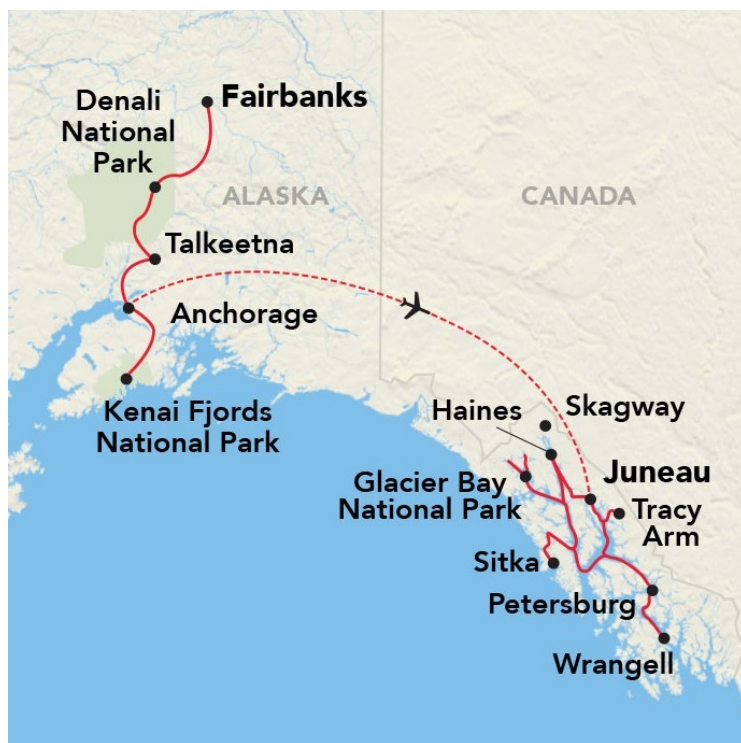 Fairbanks
Denali
National
Park
ALASKA
CANADA
Talkeetna
Anchorage
Kenai Fjords
National Park
Haines
Skagway
Juneau
Glacier Bay
National Park
Tracy
Arm
Sitka
Petersburg
Wrangell